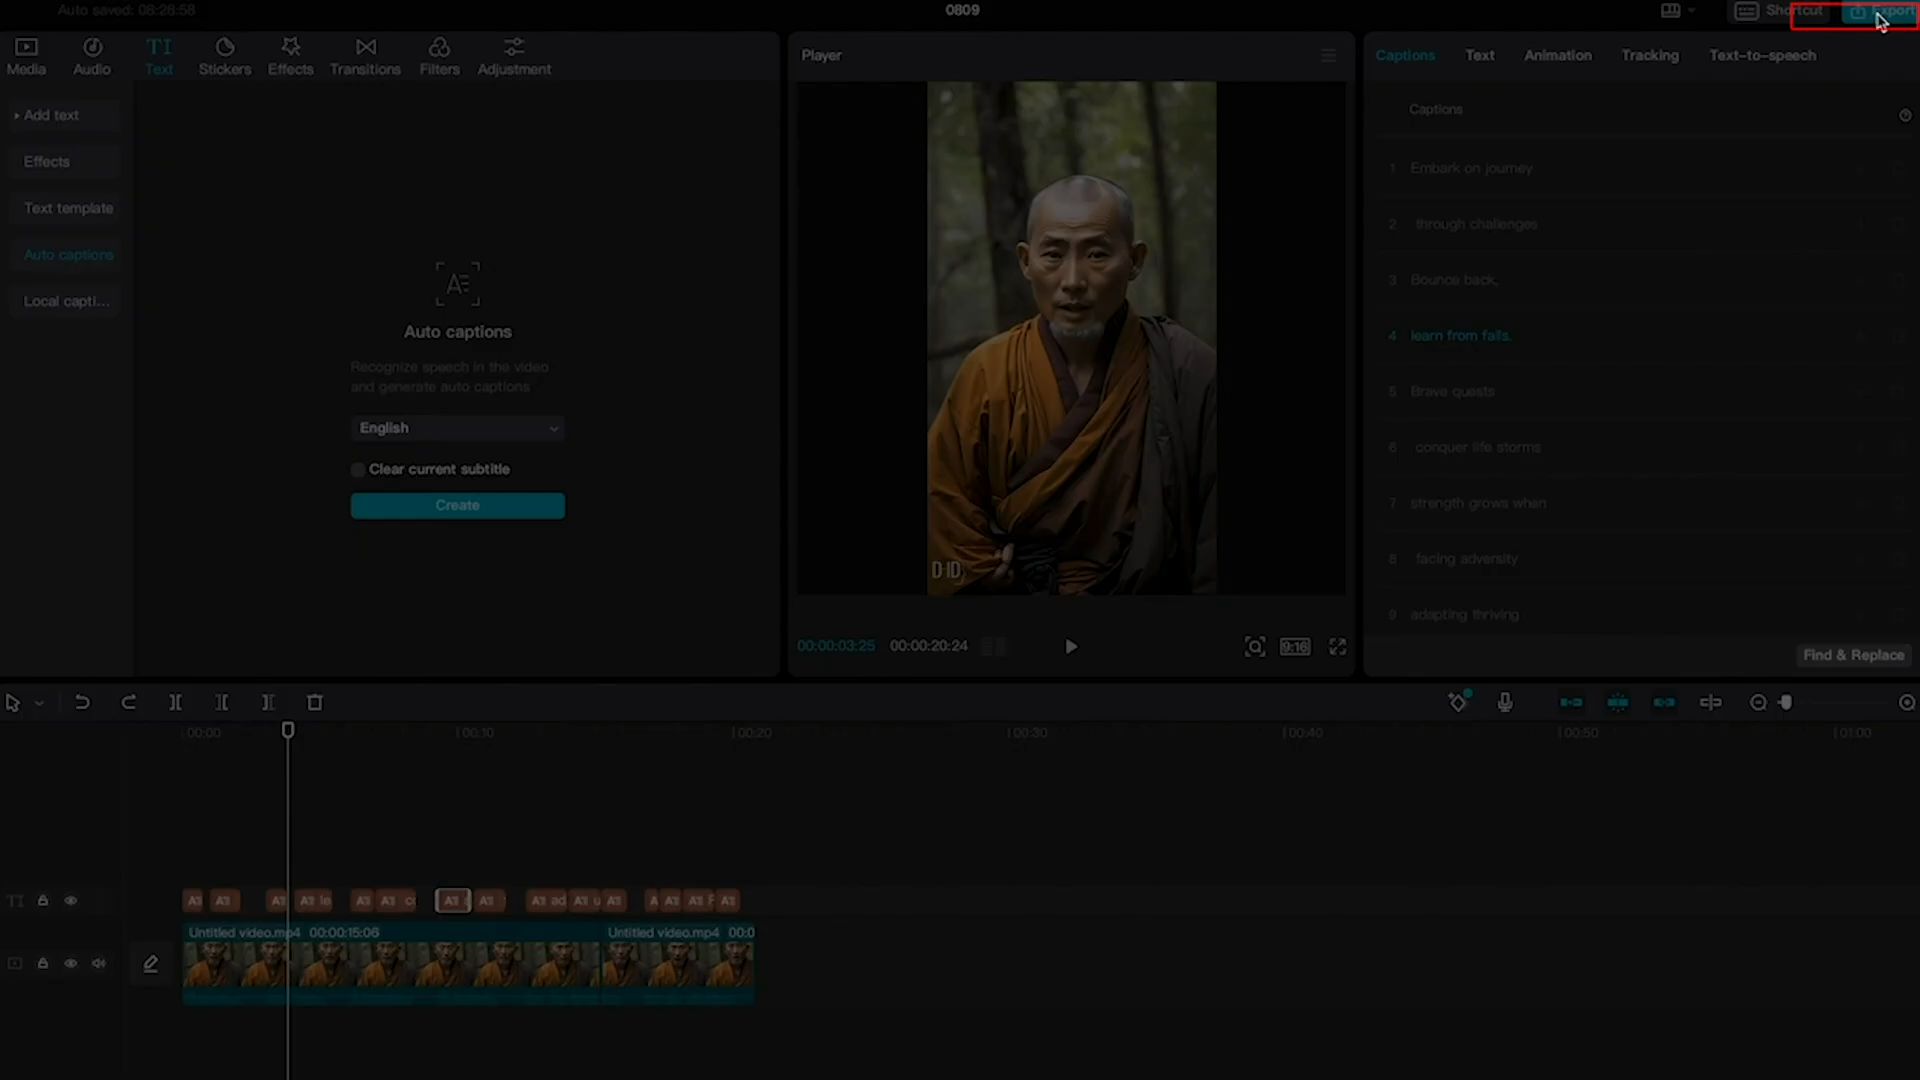 Auto saved: 08:28:58
0809
Shortcut
Export
Media
Audio
TI
Text
Stickers
Effects
Transitions
Filters
Adjustment
Add text
Effects
Text template
Auto captions
Local capti...
Auto captions
Recognize speech in the video
and generate auto captions
English
Clear current subtitle
Create
Player
D-ID
00:00:03:25
00:00:20:24
9:16
Captions
Text
Animation
Tracking
Text-to-speech
Captions
1 Embark on journey
2 through challenges
3 Bounce back,
4 learn from falls.
5 Brave quests
6 conquer life storms
7 strength grows when
8 facing adversity
9 adapting thriving
Find & Replace
00:00
00:10
00:20
00:30
00:40
00:50
01:00
TI
le
ad
Untitled video.mp4 00:00:15:06
Untitled video.mp4 00:0